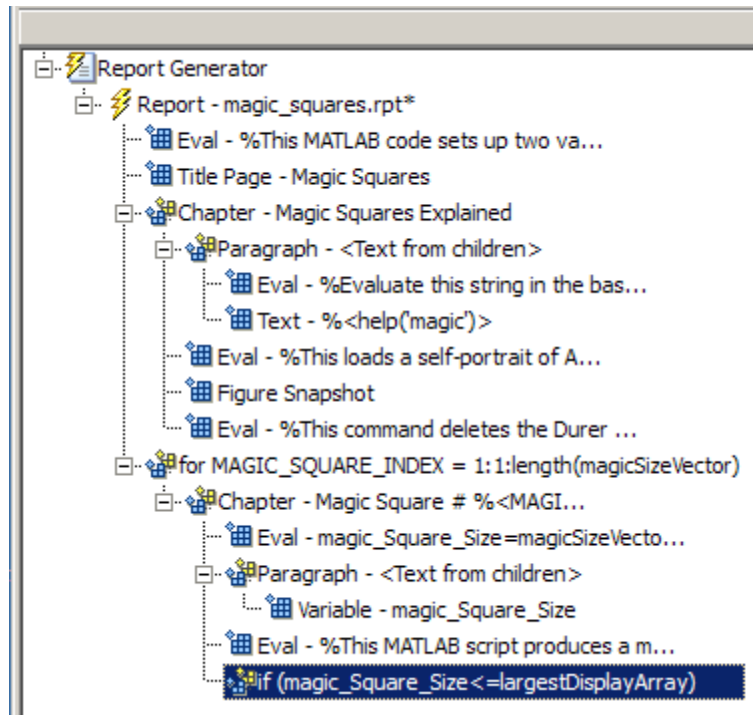 Report Generator
Report - magic_squares.rpt*
Eval - %This MATLAB code sets up two va...
Title Page - Magic Squares
Chapter - Magic Squares Explained
Paragraph - <Text from children>
Eval - %Evaluate this string in the bas...
Text - %<help('magic')>
Eval - %This loads a self-portrait of A...
Figure Snapshot
Eval - %This command deletes the Durer ...
for MAGIC_SQUARE_INDEX = 1:1:length(magicSizeVector)
Chapter - Magic Square # %<MAGI...
Eval - magic_Square_Size=magicSizeVecto...
Paragraph - <Text from children>
Variable - magic_Square_Size
Eval - %This MATLAB script produces a m...
if (magic_Square_Size<=largestDisplayArray)